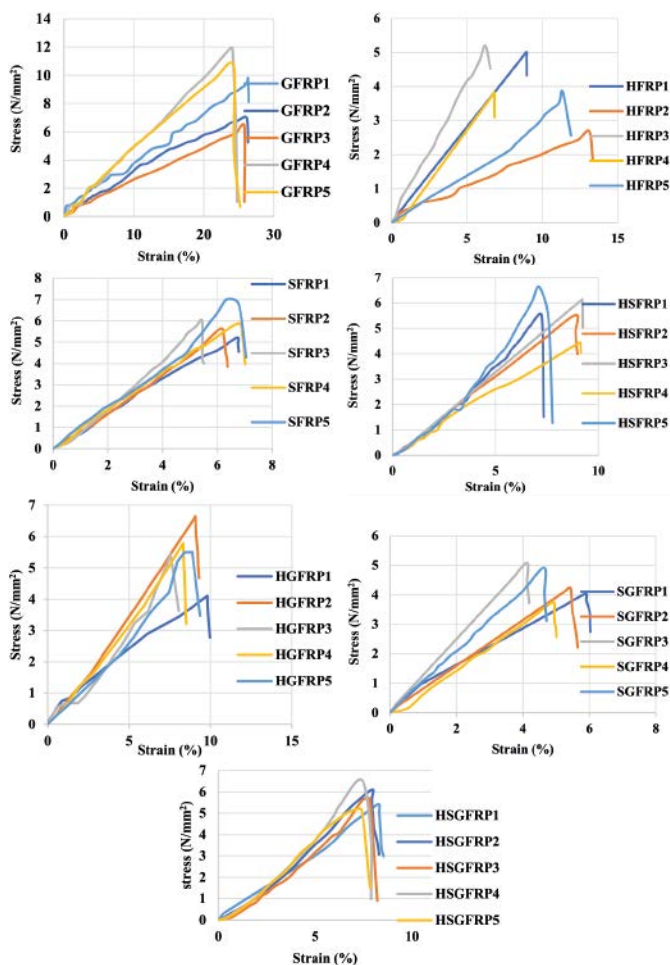 Stress (N/mm²)
14
12
10
8
6
4
2
0
0 10 20 30
Strain (%)
GFRP1
GFRP2
GFRP3
GFRP4
GFRP5
Stress (N/mm²)
6
5
4
3
2
1
0
0 5 10 15
Strain (%)
HFRP1
HFRP2
HFRP3
HFRP4
HFRP5
Stress (N/mm²)
8
7
6
5
4
3
2
1
0
0 2 4 6 8
Strain (%)
SFRP1
SFRP2
SFRP3
SFRP4
SFRP5
Stress (N/mm²)
7
6
5
4
3
2
1
0
0 5 10
Strain (%)
HSFRP1
HSFRP2
HSFRP3
HSFRP4
HSFRP5
Stress (N/mm²)
7
6
5
4
3
2
1
0
0 5 10 15
Strain (%)
HGFRP1
HGFRP2
HGFRP3
HGFRP4
HGFRP5
Stress (N/mm²)
6
5
4
3
2
1
0
0 2 4 6 8
Strain (%)
SGFRP1
SGFRP2
SGFRP3
SGFRP4
SGFRP5
stress (N/mm²)
7
6
5
4
3
2
1
0
0 5 10
Strain (%)
HSGFRP1
HSGFRP2
HSGFRP3
HSGFRP4
HSGFRP5